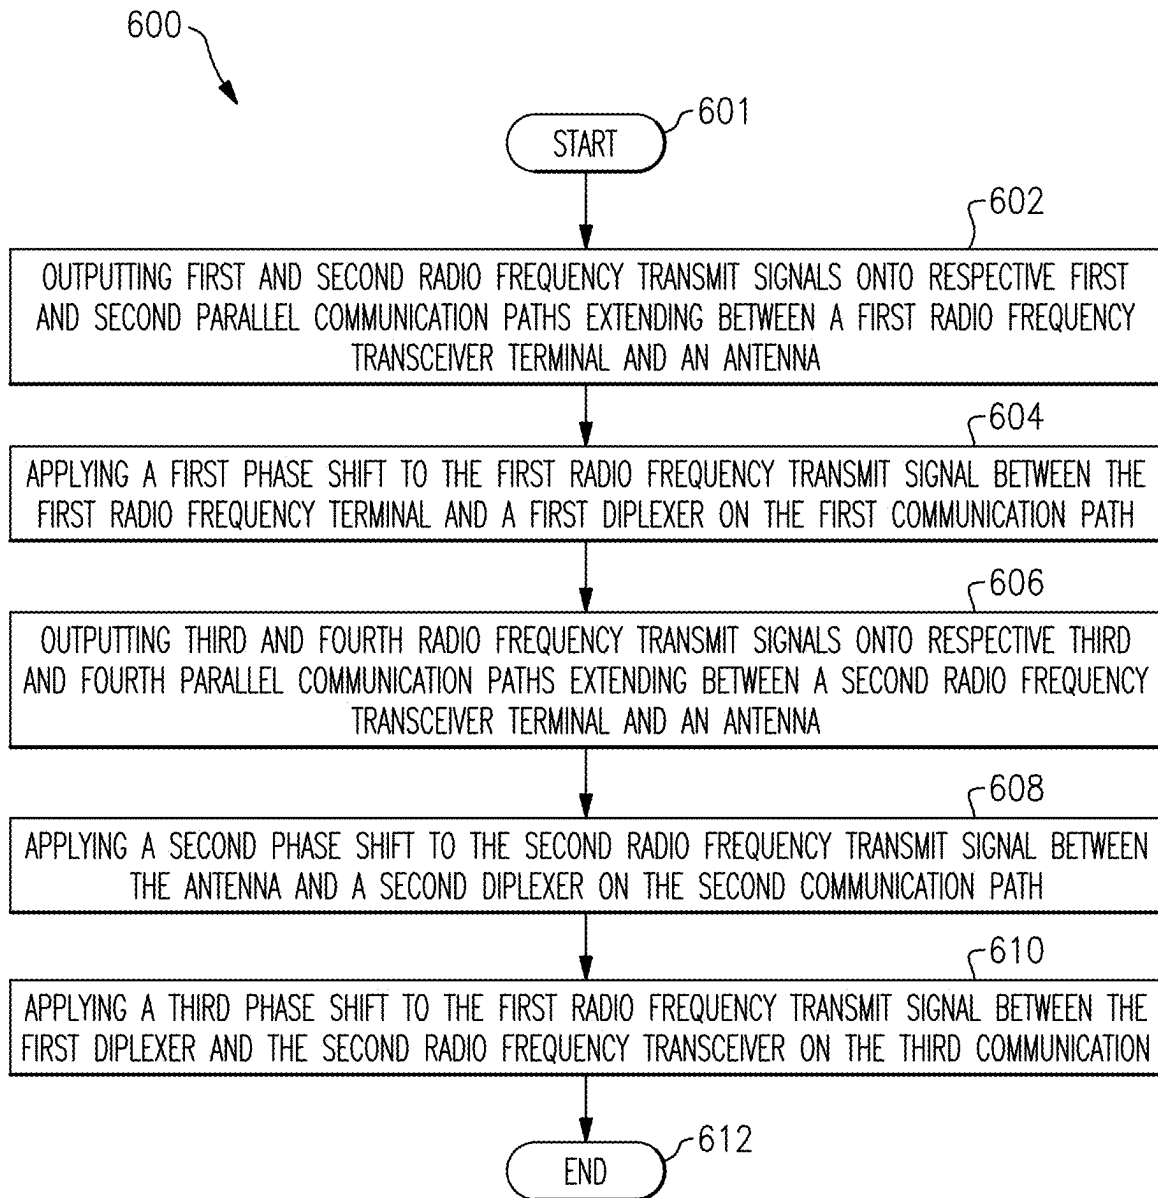 600
START
601
602
OUTPUTTING FIRST AND SECOND RADIO FREQUENCY TRANSMIT SIGNALS ONTO RESPECTIVE FIRST
AND SECOND PARALLEL COMMUNICATION PATHS EXTENDING BETWEEN A FIRST RADIO FREQUENCY
TRANSCEIVER TERMINAL AND AN ANTENNA
604
APPLYING A FIRST PHASE SHIFT TO THE FIRST RADIO FREQUENCY TRANSMIT SIGNAL BETWEEN THE
FIRST RADIO FREQUENCY TERMINAL AND A FIRST DIPLEXER ON THE FIRST COMMUNICATION PATH
606
OUTPUTTING THIRD AND FOURTH RADIO FREQUENCY TRANSMIT SIGNALS ONTO RESPECTIVE THIRD
AND FOURTH PARALLEL COMMUNICATION PATHS EXTENDING BETWEEN A SECOND RADIO FREQUENCY
TRANSCEIVER TERMINAL AND AN ANTENNA
608
APPLYING A SECOND PHASE SHIFT TO THE SECOND RADIO FREQUENCY TRANSMIT SIGNAL BETWEEN
THE ANTENNA AND A SECOND DIPLEXER ON THE SECOND COMMUNICATION PATH
610
APPLYING A THIRD PHASE SHIFT TO THE FIRST RADIO FREQUENCY TRANSMIT SIGNAL BETWEEN THE
FIRST DIPLEXER AND THE SECOND RADIO FREQUENCY TRANSCEIVER ON THE THIRD COMMUNICATION
END
612